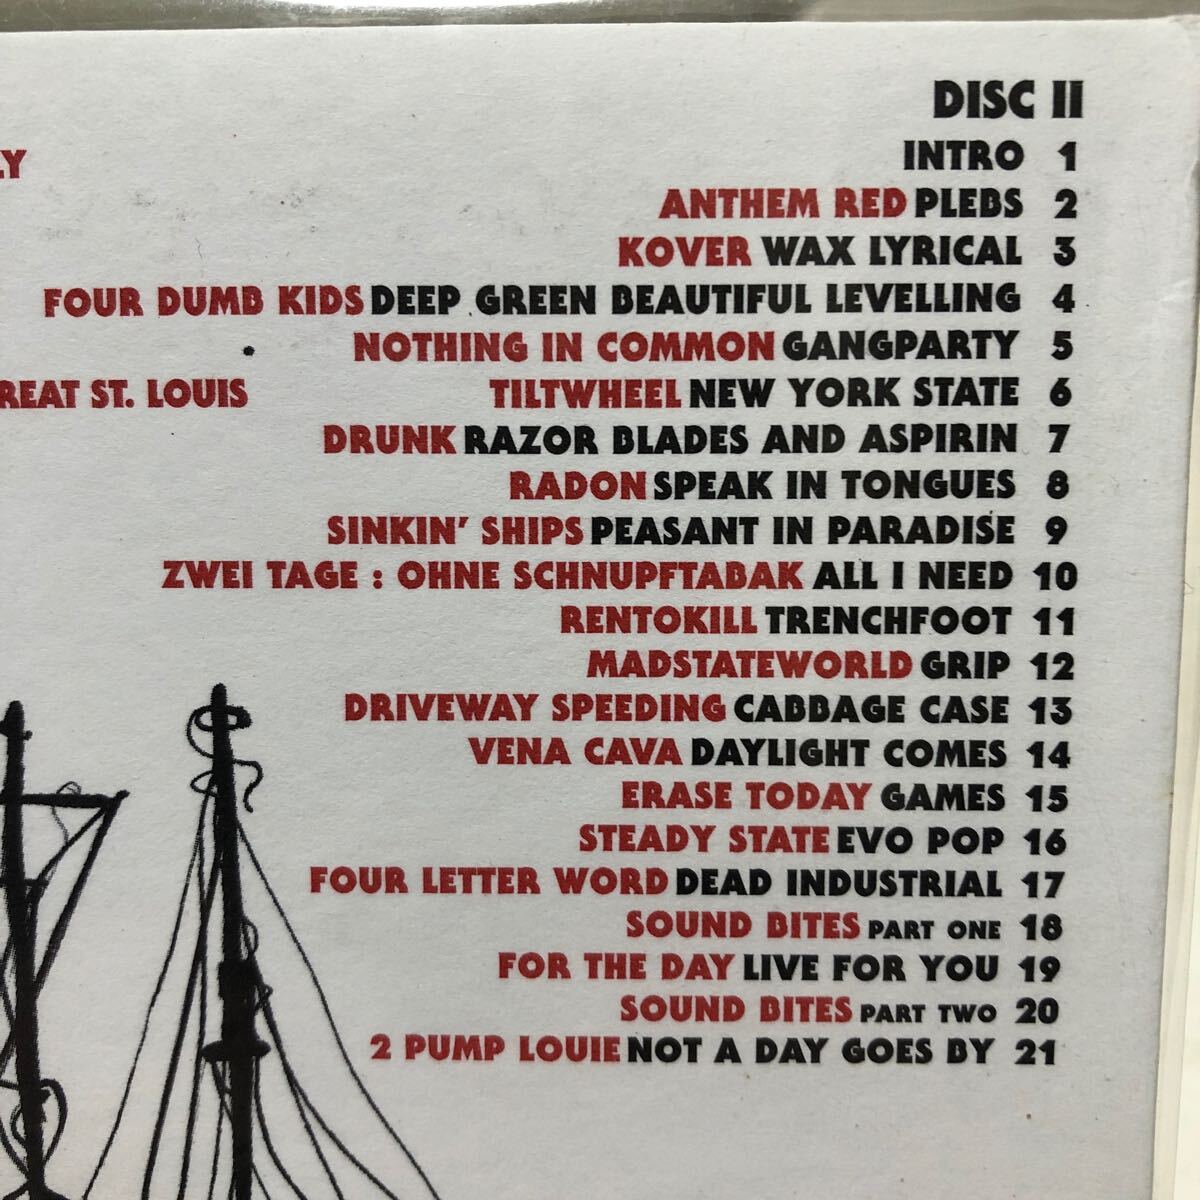 DISC II
INTRO 1
LY
ANTHEM RED PLEBS 2
KOVER WAX LYRICAL 3
FOUR DUMB KIDS DEEP GREEN BEAUTIFUL LEVELLING 4
NOTHING IN COMMON GANGPARTY 5
REAT ST. LOUIS
TILTWHEEL NEW YORK STATE 6
DRUNK RAZOR BLADES AND ASPIRIN 7
RADON SPEAK IN TONGUES 8
SINKIN' SHIPS PEASANT IN PARADISE 9
ZWEI TAGE : OHNE SCHNUPFTABAK ALL I NEED 10
RENTOKILL TRENCHFOOT 11
MADSTATEWORLD GRIP 12
DRIVEWAY SPEEDING CABBAGE CASE 13
VENA CAVA DAYLIGHT COMES 14
ERASE TODAY GAMES 15
STEADY STATE EVO POP 16
FOUR LETTER WORD DEAD INDUSTRIAL 17
SOUND BITES PART ONE 18
FOR THE DAY LIVE FOR YOU 19
SOUND BITES PART TWO 20
2 PUMP LOUIE NOT A DAY GOES BY 21